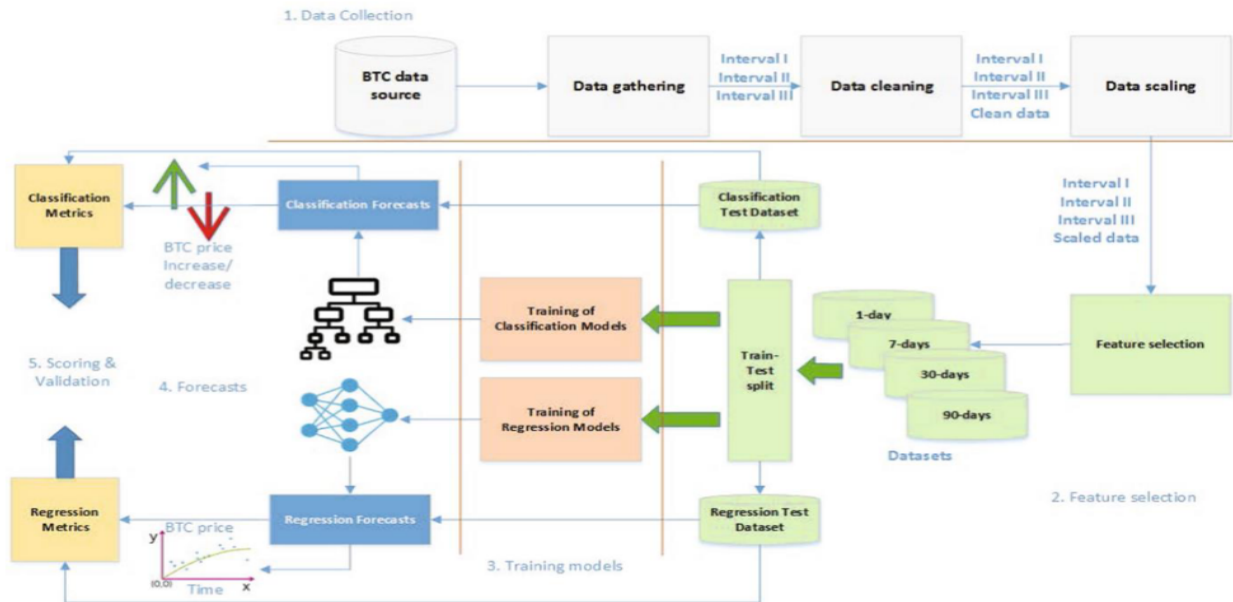 1. Data Collection
BTC data
source
Data gathering
Interval I
Interval II
Interval III
Data cleaning
Interval I
Interval II
Interval III
Clean data
Data scaling
Interval I
Interval II
Interval III
Scaled data
Classification
Metrics
BTC price
Increase/
decrease
Classification Forecasts
Classification
Test Dataset
Training of
Classification Models
Train-
Test
split
1-day
7-days
30-days
90-days
Datasets
Feature selection
2. Feature selection
5. Scoring &
Validation
4. Forecasts
Training of
Regression Models
Regression
Metrics
Regression Forecasts
Regression Test
Dataset
BTC price
y
(0,0)
Time
x
3. Training models